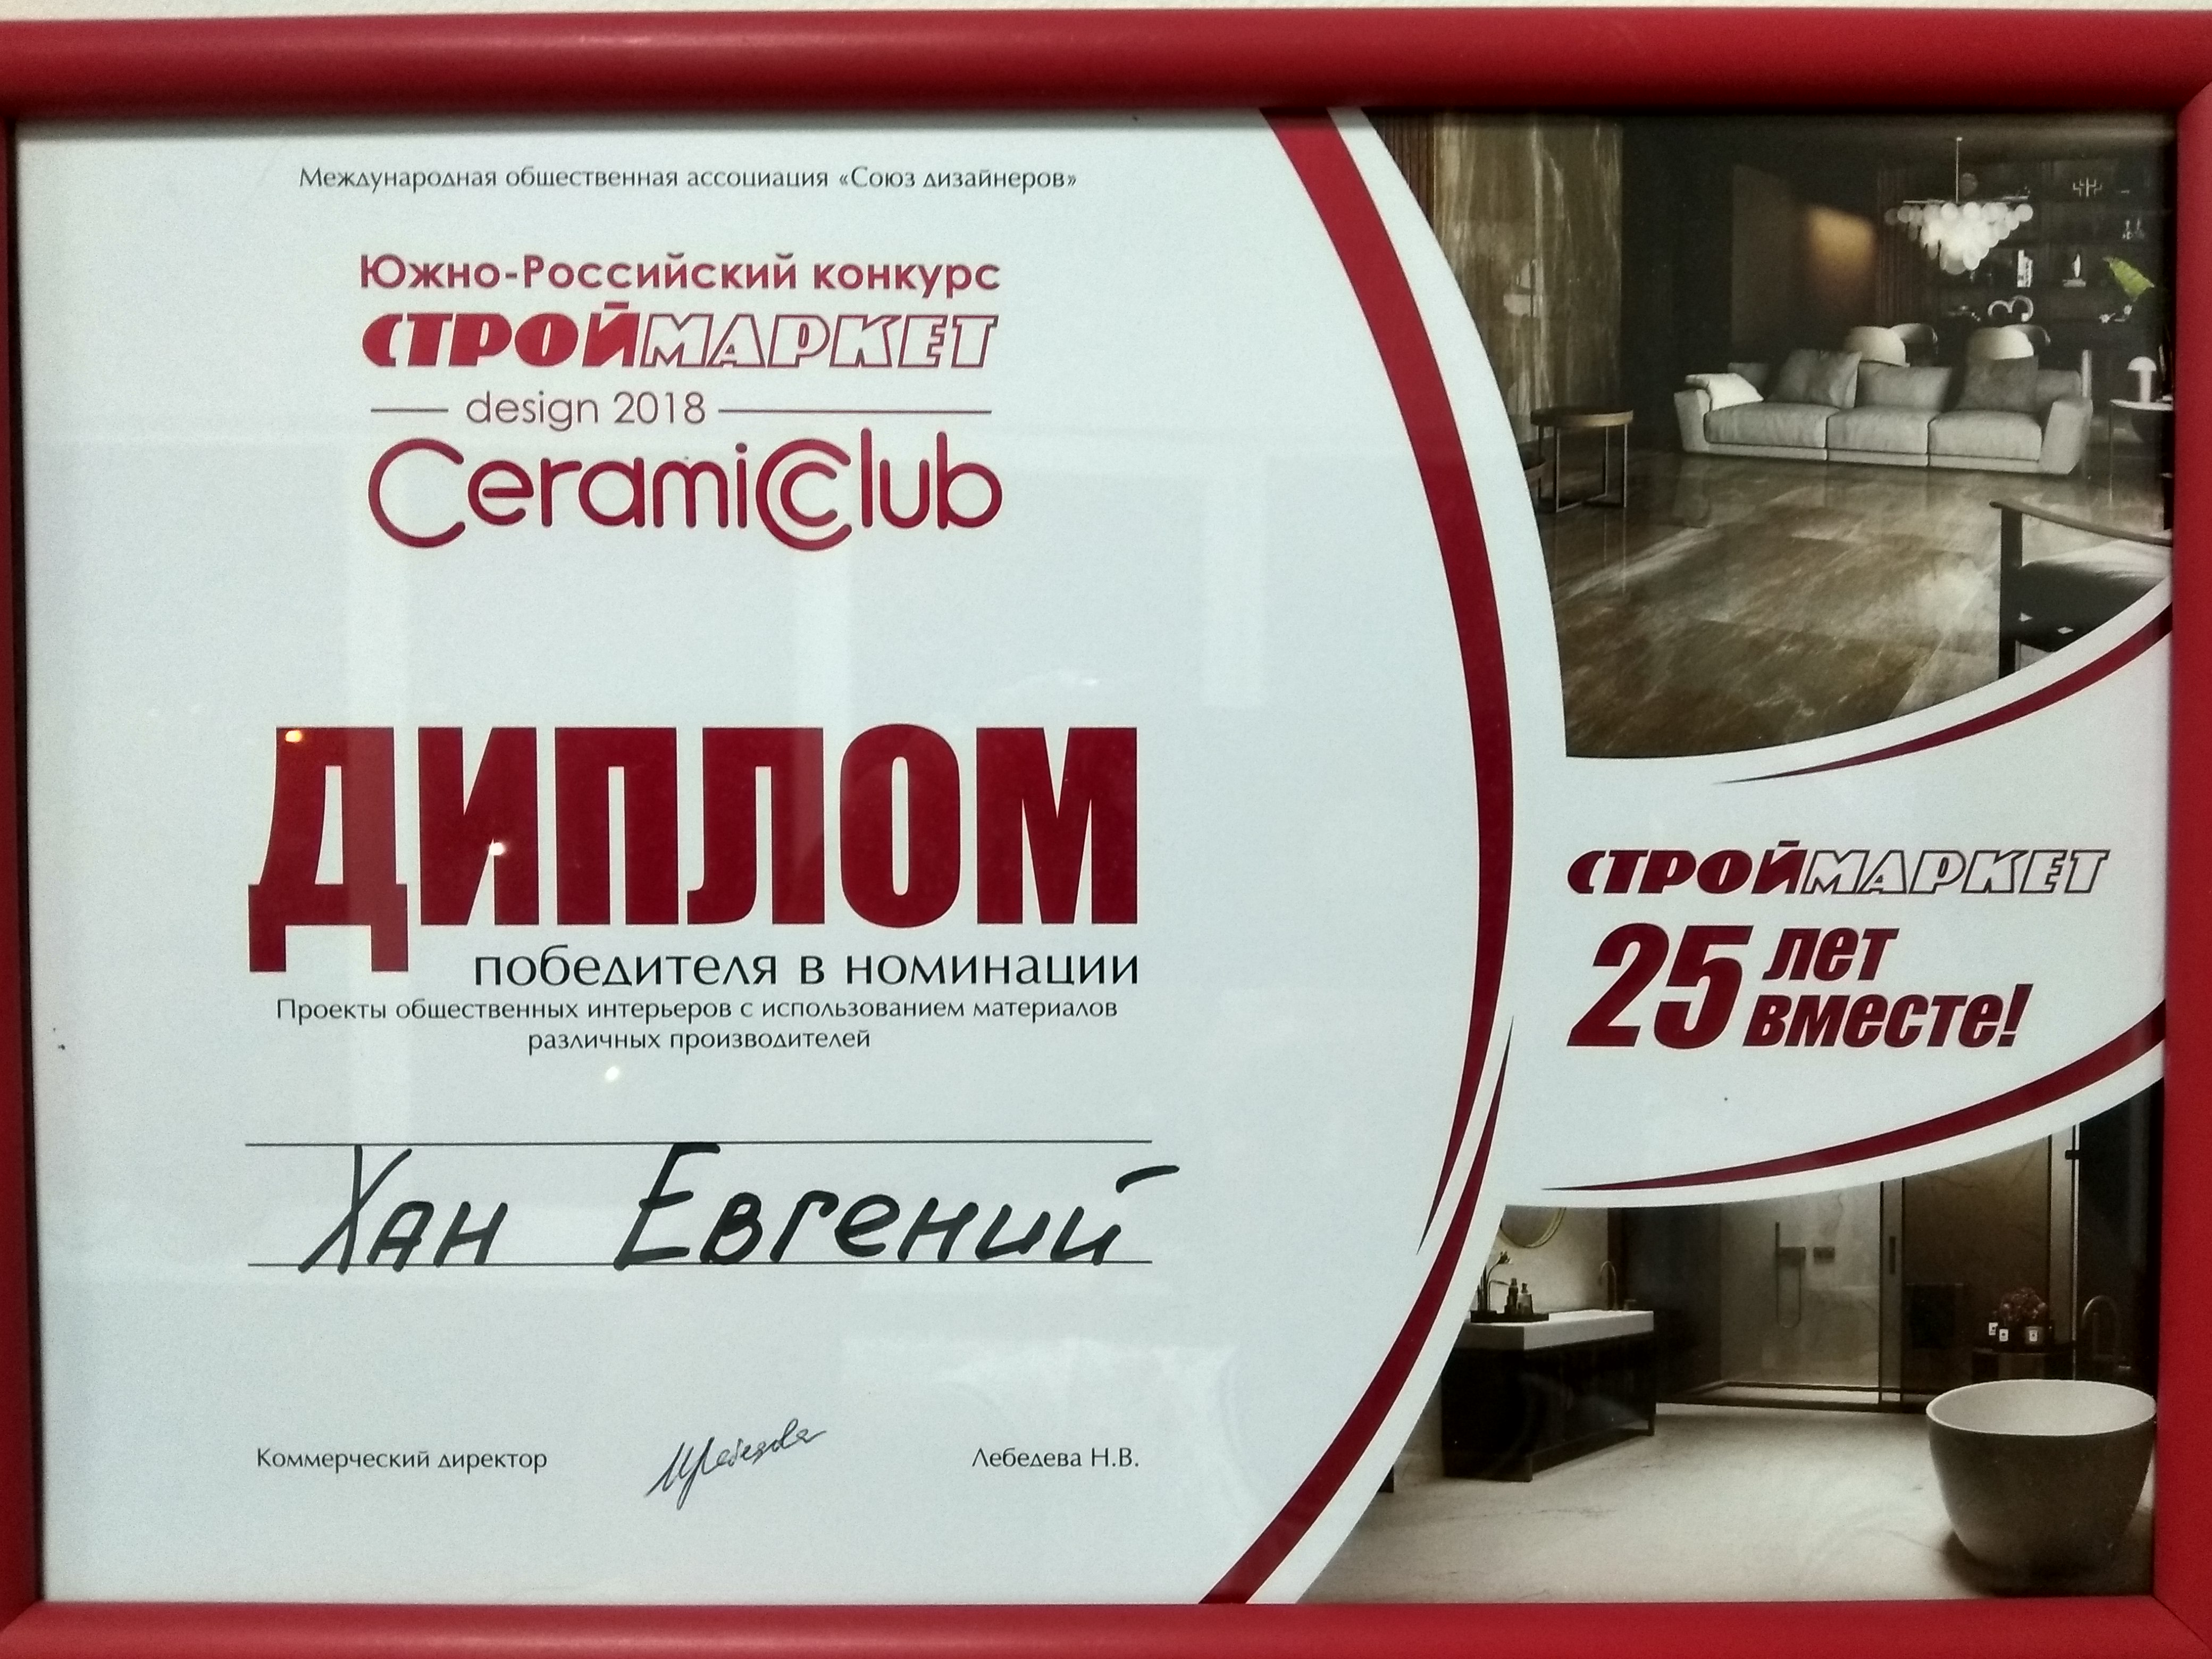 Международная общественная ассоциация «Союз дизайнеров»
Южно-Российский конкурс
СТРОЙМАРКЕТ
design 2018
CeramicClub
ДИПЛОМ
победителя в номинации
Проекты общественных интерьеров с использованием материалов
различных производителей
Хан Евгений
Коммерческий директор
Лебедева Н.В.
СТРОЙМАРКЕТ
25 лет
вместе!